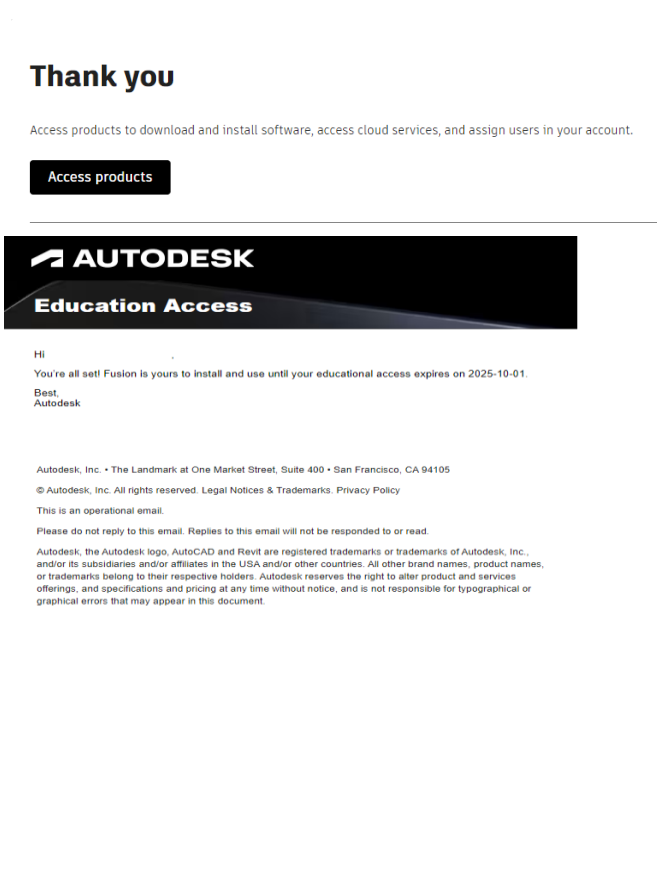 Thank you
Access products to download and install software, access cloud services, and assign users in your account.
Access products
AUTODESK
Education Access
Hi ,
You're all set! Fusion is yours to install and use until your educational access expires on 2025-10-01.
Best,
Autodesk
Autodesk, Inc. • The Landmark at One Market Street, Suite 400 • San Francisco, CA 94105
© Autodesk, Inc. All rights reserved. Legal Notices & Trademarks. Privacy Policy
This is an operational email.
Please do not reply to this email. Replies to this email will not be responded to or read.
Autodesk, the Autodesk logo, AutoCAD and Revit are registered trademarks or trademarks of Autodesk, Inc.,
and/or its subsidiaries and/or affiliates in the USA and/or other countries. All other brand names, product names,
or trademarks belong to their respective holders. Autodesk reserves the right to alter product and services
offerings, and specifications and pricing at any time without notice, and is not responsible for typographical or
graphical errors that may appear in this document.